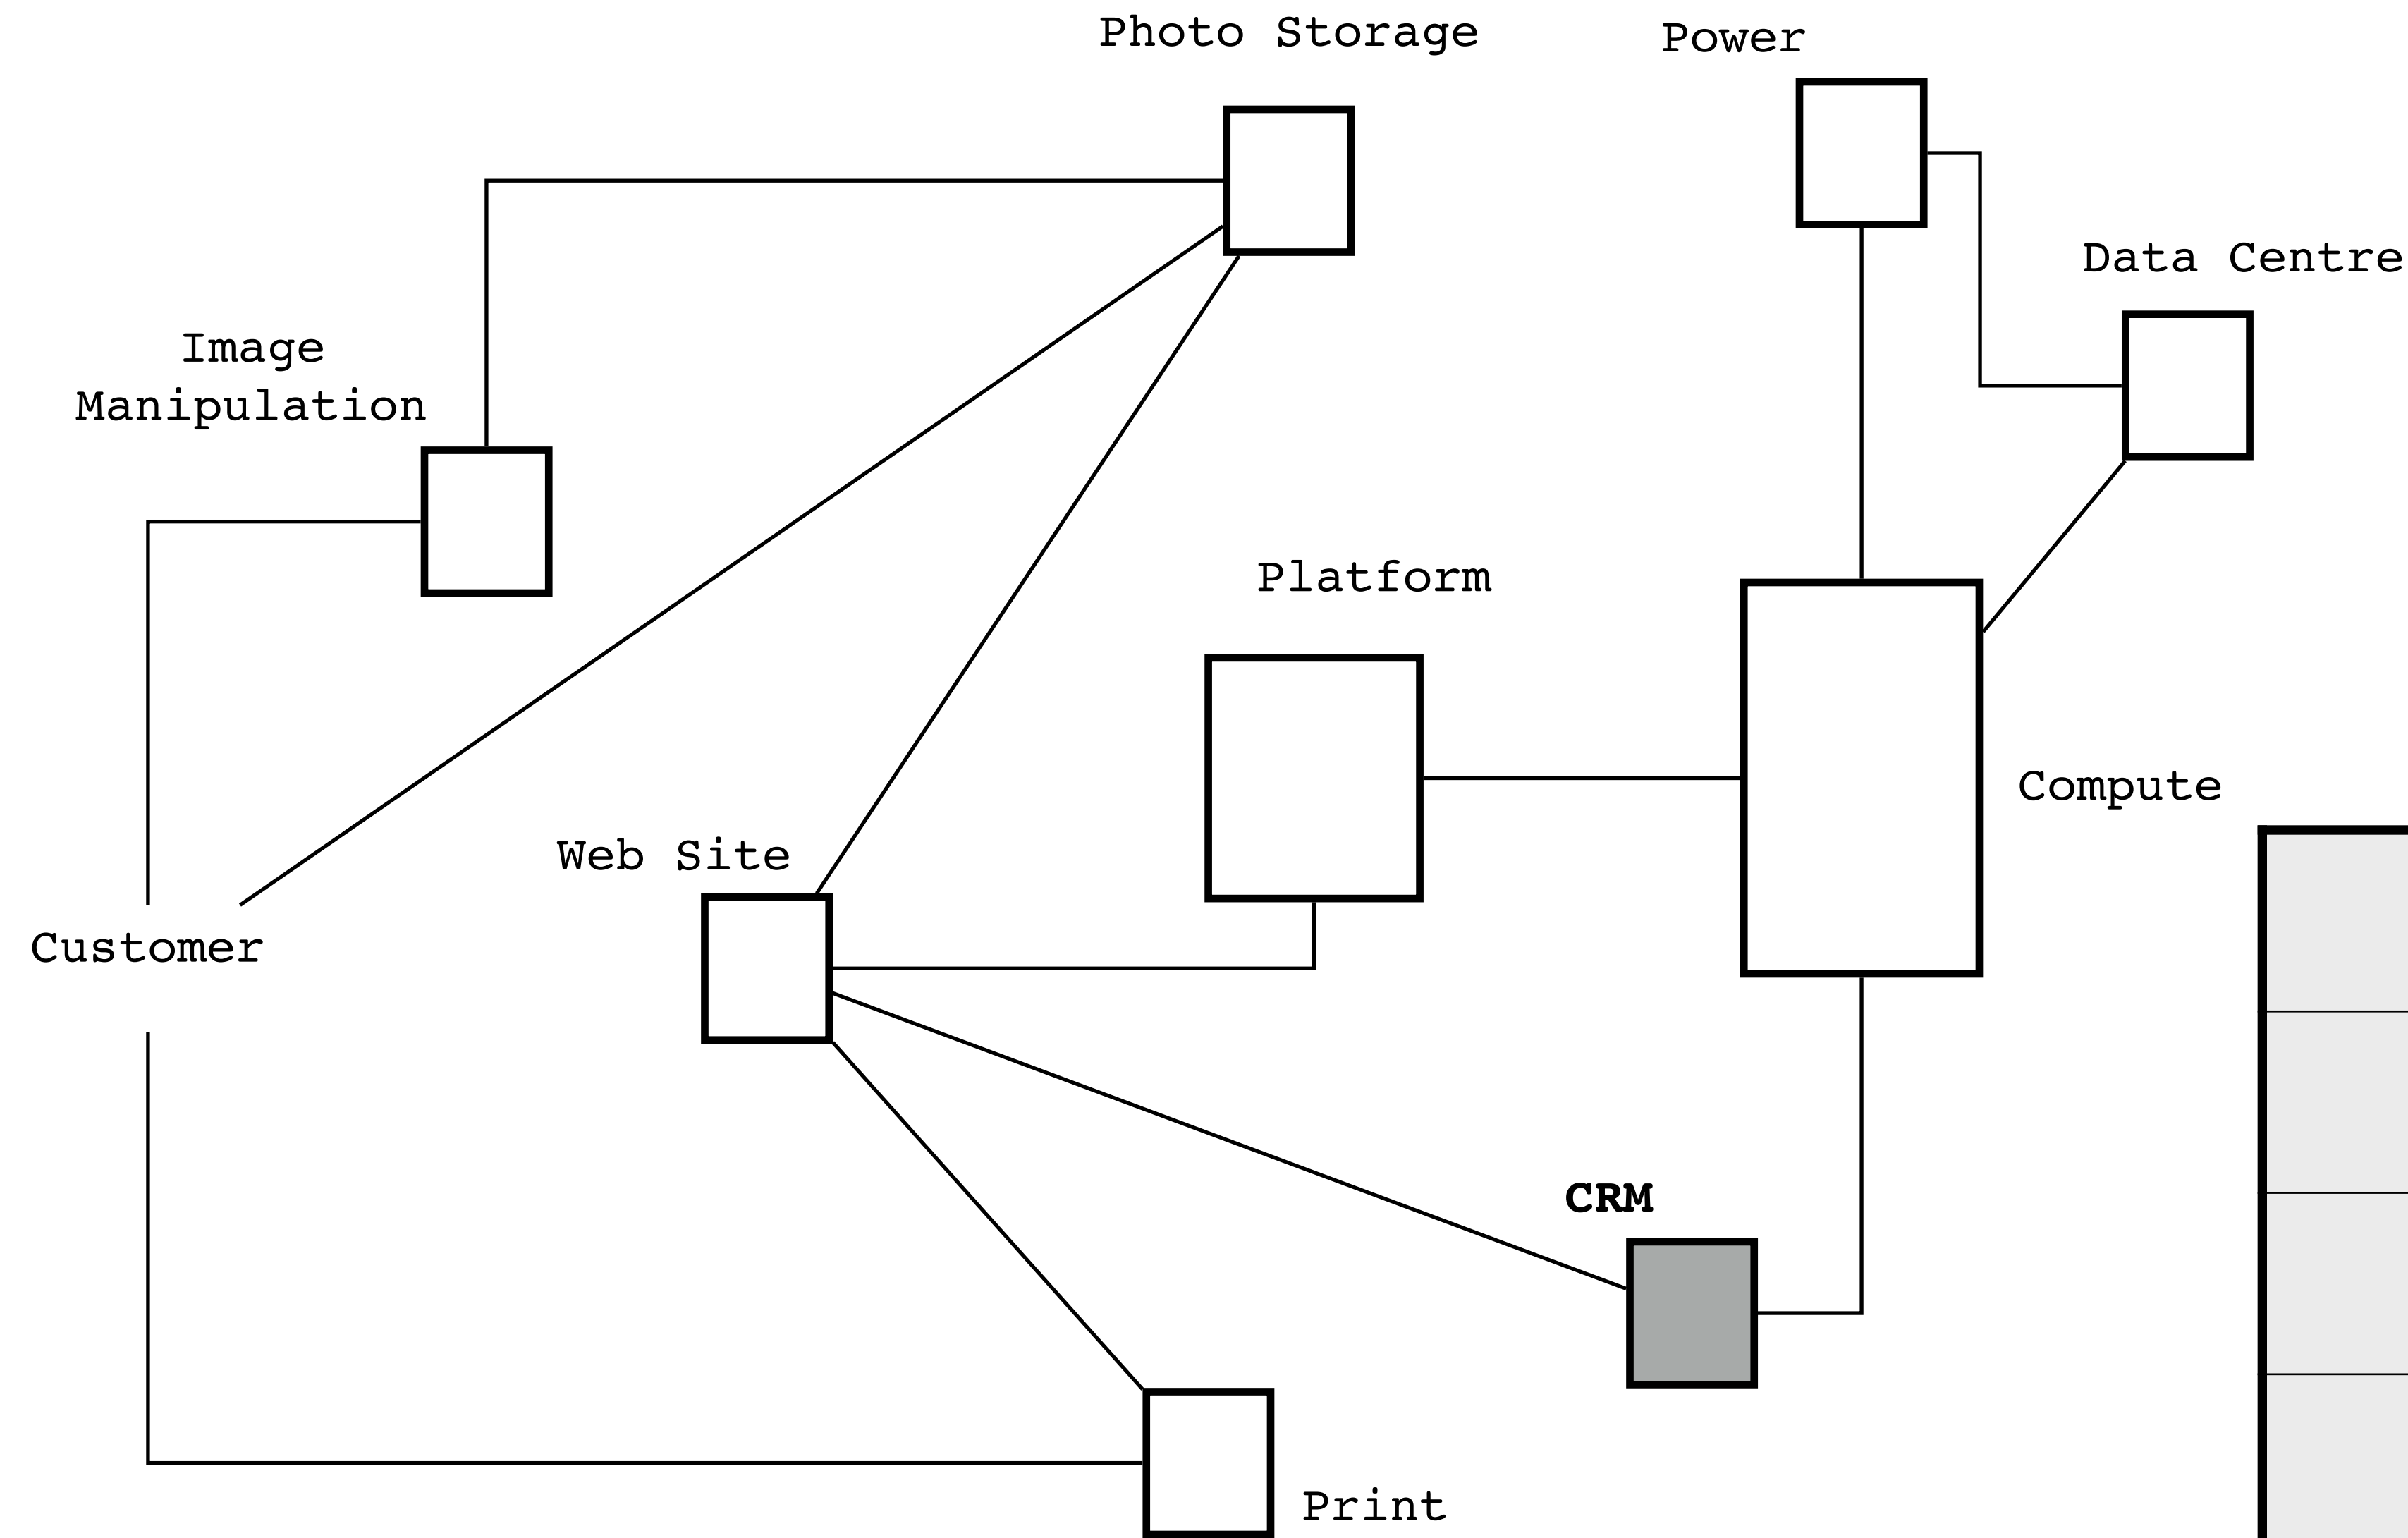 Photo Storage
Power
Data Centre
Image
Manipulation
Platform
Compute
Web Site
Customer
CRM
Print